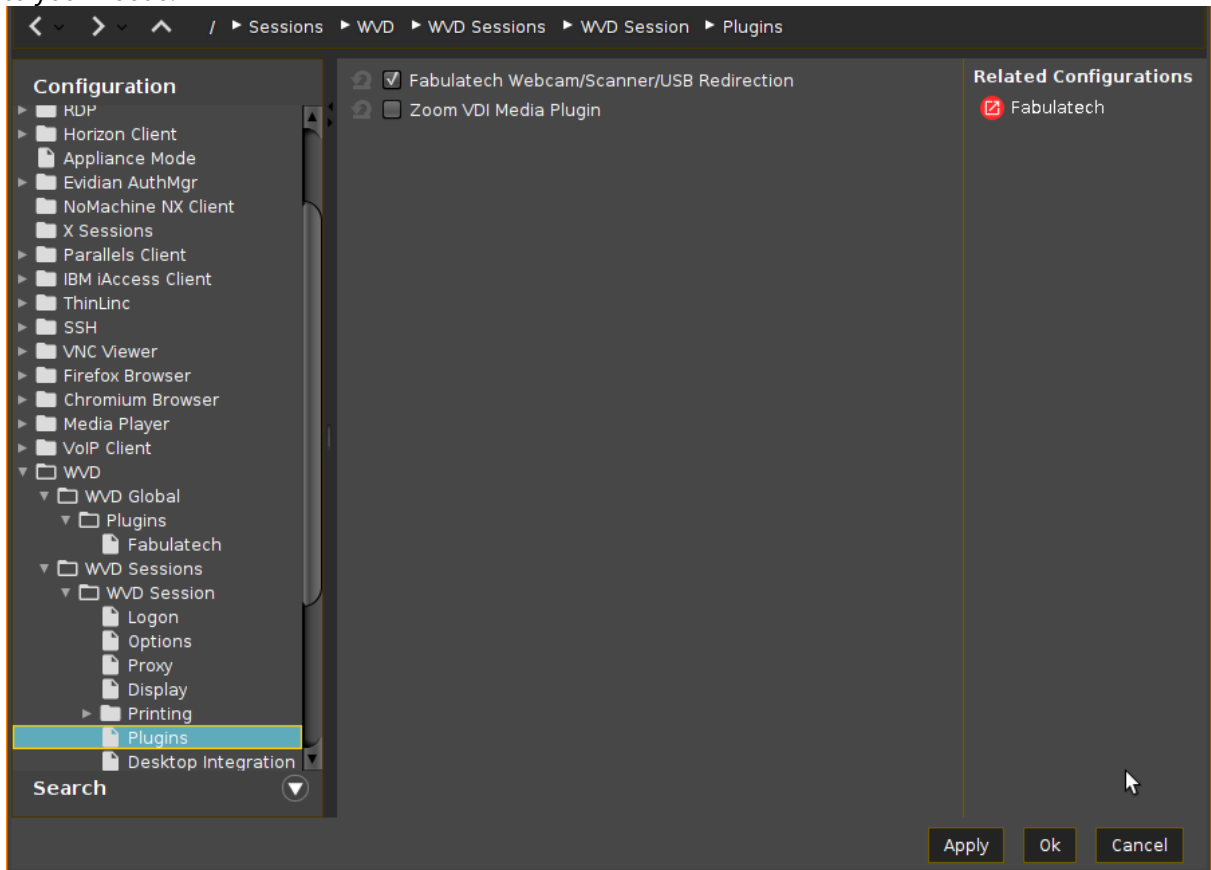 / Sessions WVD WVD Sessions WVD Session Plugins
Configuration
RDP
Horizon Client
Appliance Mode
Evidian AuthMgr
NoMachine NX Client
X Sessions
Parallels Client
IBM iAccess Client
ThinLinc
SSH
VNC Viewer
Firefox Browser
Chromium Browser
Media Player
VoIP Client
WVD
WVD Global
Plugins
Fabulatech
WVD Sessions
WVD Session
Logon
Options
Proxy
Display
Printing
Plugins
Desktop Integration
Search
Fabulatech Webcam/Scanner/USB Redirection
Zoom VDI Media Plugin
Related Configurations
Fabulatech
Apply Ok Cancel